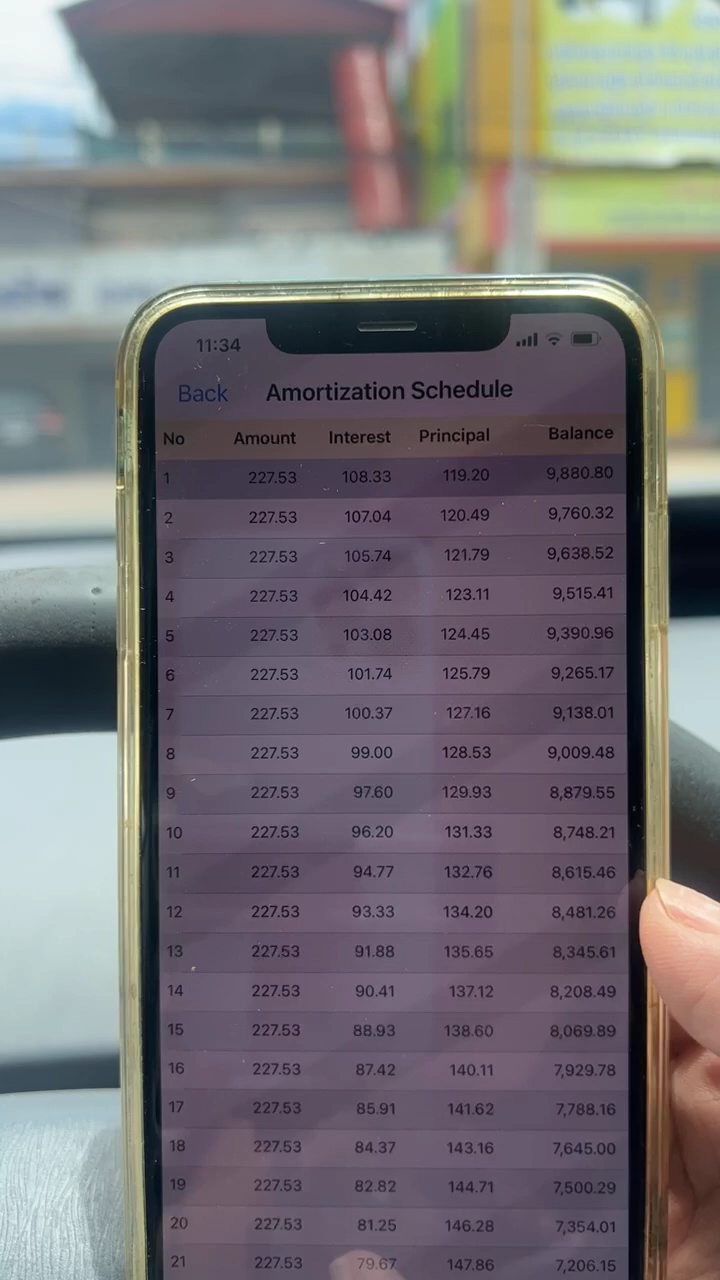 11:34
Back Amortization Schedule
No Amount Interest Principal Balance
1 227.53 108.33 119.20 9,880.80
2 227.53 107.04 120.49 9,760.32
3 227.53 105.74 121.79 9,638.52
4 227.53 104.42 123.11 9,515.41
5 227.53 103.08 124.45 9,390.96
6 227.53 101.74 125.79 9,265.17
7 227.53 100.37 127.16 9,138.01
8 227.53 99.00 128.53 9,009.48
9 227.53 97.60 129.93 8,879.55
10 227.53 96.20 131.33 8,748.21
11 227.53 94.77 132.76 8,615.46
12 227.53 93.33 134.20 8,481.26
13 227.53 91.88 135.65 8,345.61
14 227.53 90.41 137.12 8,208.49
15 227.53 88.93 138.60 8,069.89
16 227.53 87.42 140.11 7,929.78
17 227.53 85.91 141.62 7,788.16
18 227.53 84.37 143.16 7,645.00
19 227.53 82.82 144.71 7,500.29
20 227.53 81.25 146.28 7,354.01
21 227.53 79.67 147.86 7,206.15